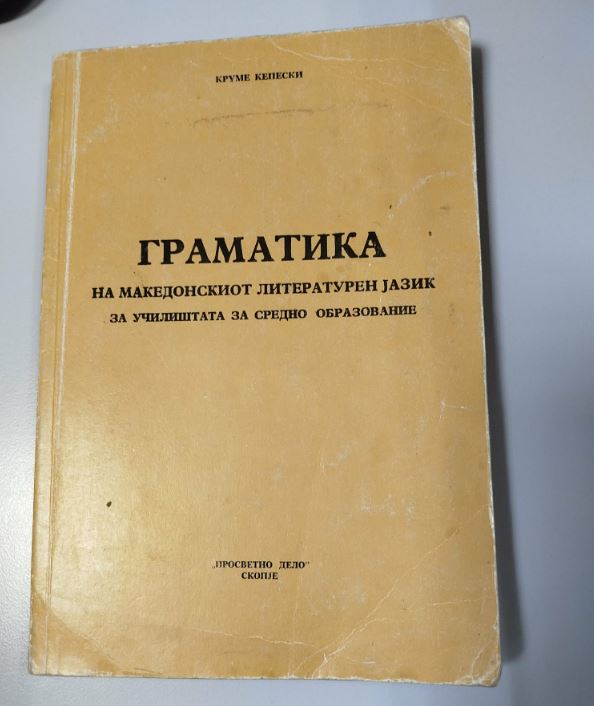 КРУМЕ КЕПЕСКИ
ГРАМАТИКА
НА МАКЕДОНСКИОТ ЛИТЕРАТУРЕН ЈАЗИК
ЗА УЧИЛИШТАТА ЗА СРЕДНО ОБРАЗОВАНИЕ
„ПРОСВЕТНО ДЕЛО"
СКОПЈЕ